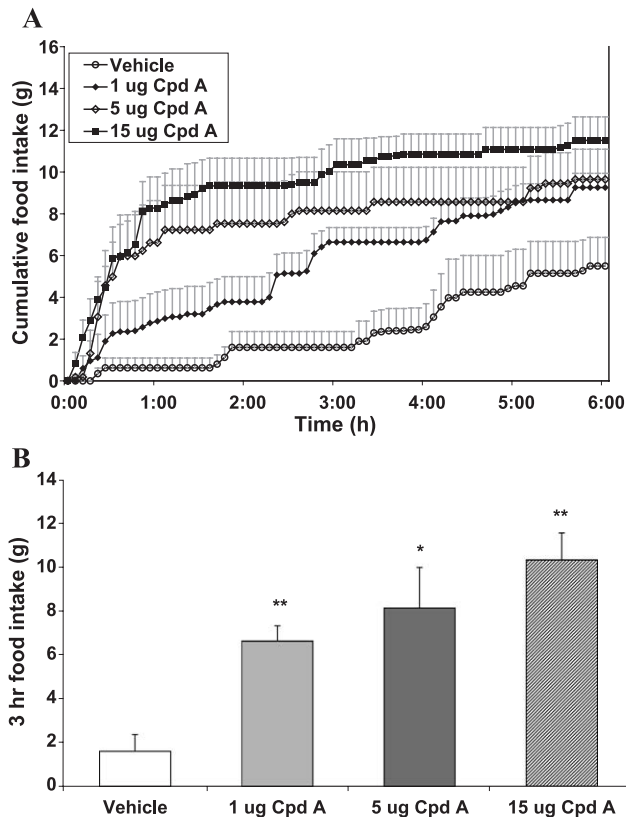 A
Cumulative food intake (g)
16
14
12
10
8
6
4
2
0
Vehicle
1 ug Cpd A
5 ug Cpd A
15 ug Cpd A
0:00 1:00 2:00 3:00 4:00 5:00 6:00
Time (h)
B
3 hr food intake (g)
14
12
10
8
6
4
2
0
**
*
**
Vehicle 1 ug Cpd A 5 ug Cpd A 15 ug Cpd A